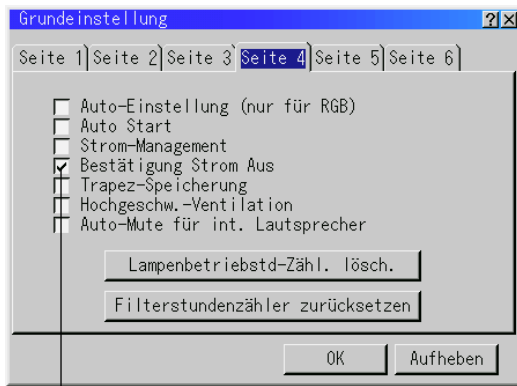 Grundeinstellung
Seite 1 Seite 2 Seite 3 Seite 4 Seite 5 Seite 6
Auto-Einstellung (nur für RGB)
Auto Start
Strom-Management
Bestätigung Strom Aus
Trapez-Speicherung
Hochgeschw.-Ventilation
Auto-Mute für int. Lautsprecher
Lampenbetriebstd-Zähl. lösch.
Filterstundenzähler zurücksetzen
OK Aufheben